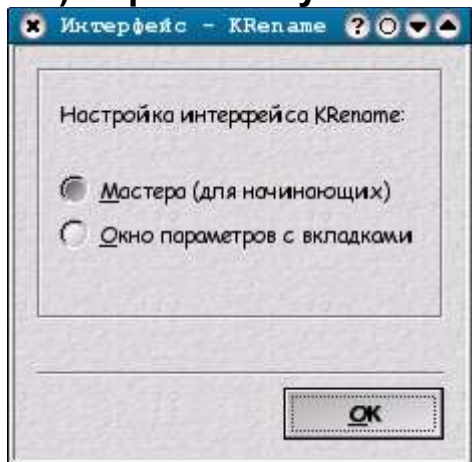 Интерфейс - KRename
Настройка интерфейса KRename:
Мастера (для начинающих)
Окно параметров с вкладками
OK